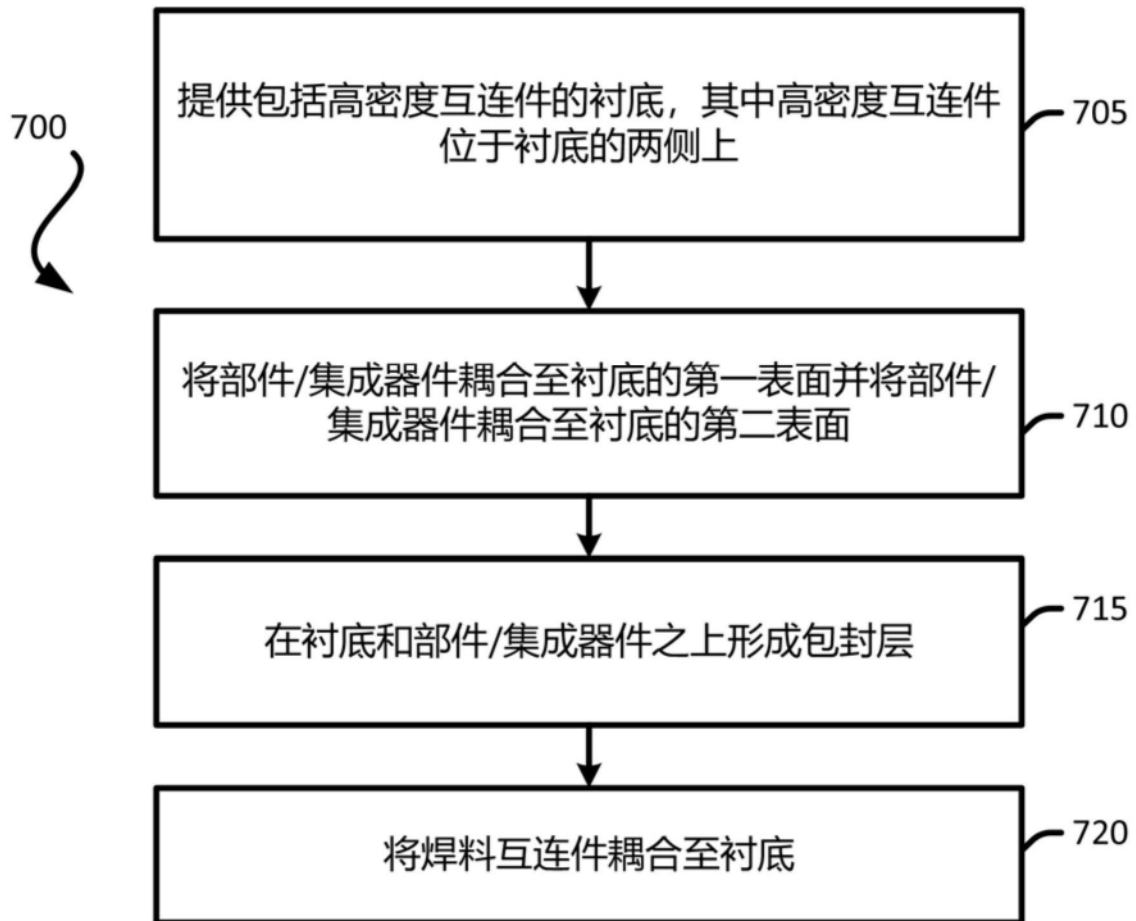 700
提供包括高密度互连件的衬底，其中高密度互连件
位于衬底的两侧上
705
将部件/集成器件耦合至衬底的第一表面并将部件/
集成器件耦合至衬底的第二表面
710
在衬底和部件/集成器件之上形成包封层
715
将焊料互连件耦合至衬底
720